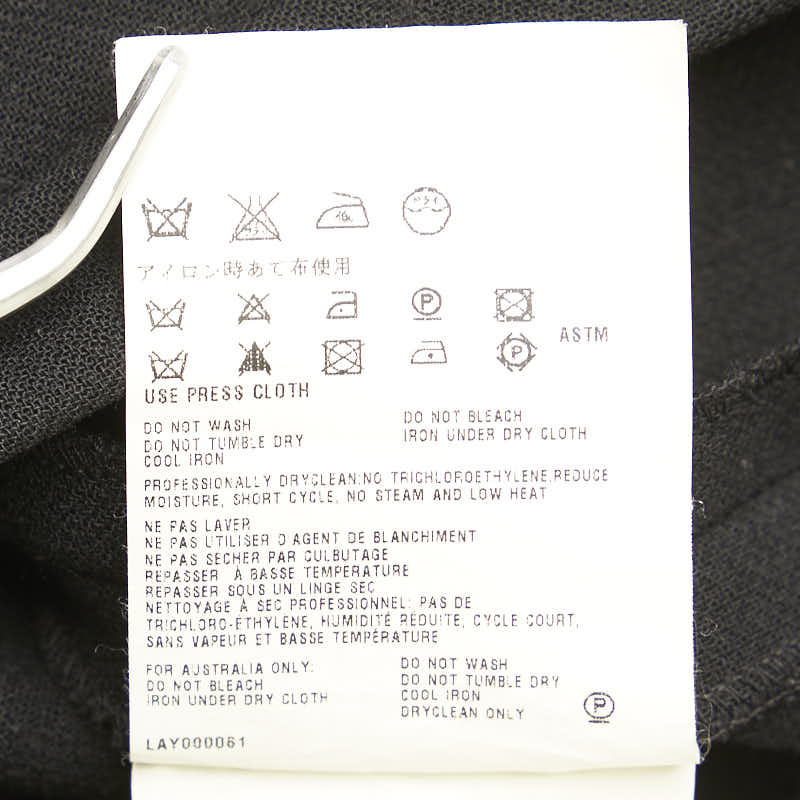 ドライ
アイロン時あて布使用
P
ASTM
P
USE PRESS CLOTH
DO NOT WASH
DO NOT TUMBLE DRY
COOL IRON
DO NOT BLEACH
IRON UNDER DRY CLOTH
PROFESSIONALLY DRYCLEAN:NO TRICHLOROETHYLENE,REDUCE
MOISTURE, SHORT CYCLE, NO STEAM AND LOW HEAT
NE PAS LAVER
NE PAS UTILISER D'AGENT DE BLANCHIMENT
NE PAS SECHER PAR CULBUTAGE
REPASSER À BASSE TEMPERATURE
REPASSER SOUS UN LINGE SEC
NETTOYAGE À SEC PROFESSIONNEL: PAS DE
TRICHLORO-ÉTHYLÈNE, HUMIDITÉ RÉDUITE, CYCLE COURT,
SANS VAPEUR ET BASSE TEMPÉRATURE
FOR AUSTRALIA ONLY:
DO NOT BLEACH
IRON UNDER DRY CLOTH
DO NOT WASH
DO NOT TUMBLE DRY
COOL IRON
DRYCLEAN ONLY
P
LAY000061